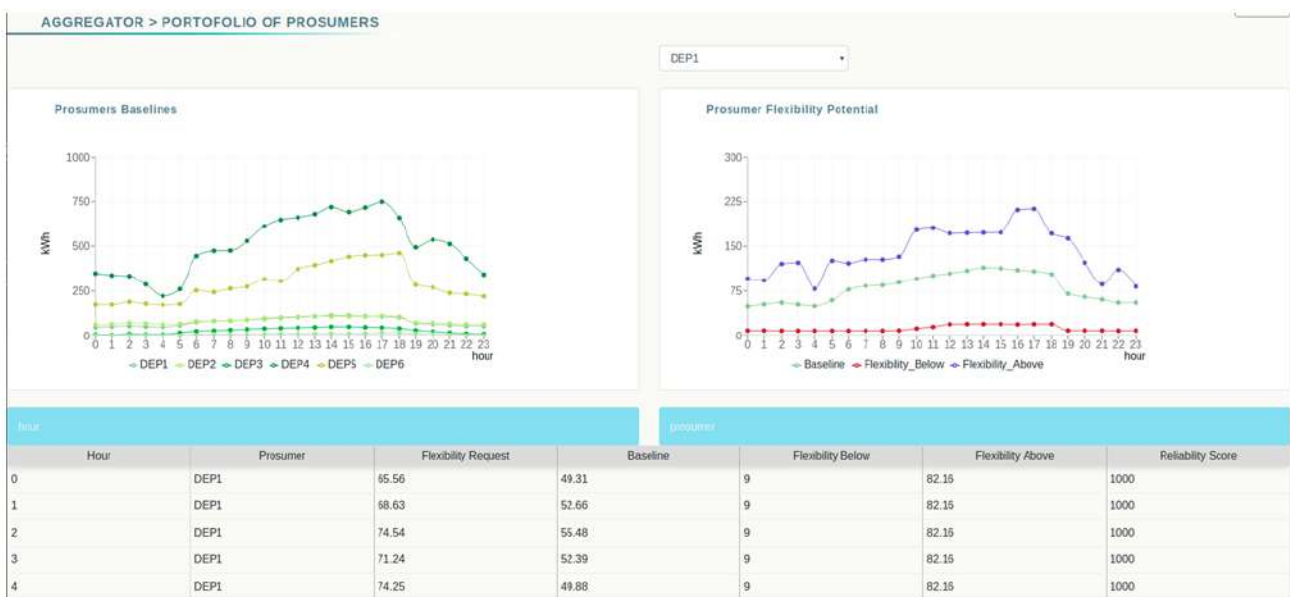 AGGREGATOR > PORTOFOLIO OF PROSUMERS
DEP1
Prosumers Baselines
1000
750
500
250
0
kWh
0 1 2 3 4 5 6 7 8 9 10 11 12 13 14 15 16 17 18 19 20 21 22 23
hour
DEP1 DEP2 DEP3 DEP4 DEP5 DEP6
Prosumer Flexibility Potential
300
225
150
75
0
kWh
0 1 2 3 4 5 6 7 8 9 10 11 12 13 14 15 16 17 18 19 20 21 22 23
hour
Baseline Flexibility_Below Flexibility_Above
hour prosumer
Hour Prosumer Flexibility Request Baseline Flexibility Below Flexibility Above Reliability Score
0 DEP1 65.56 49.31 9 82.16 1000
1 DEP1 68.63 52.66 9 82.16 1000
2 DEP1 74.54 55.48 9 82.16 1000
3 DEP1 71.24 52.39 9 82.16 1000
4 DEP1 74.25 49.88 9 82.16 1000